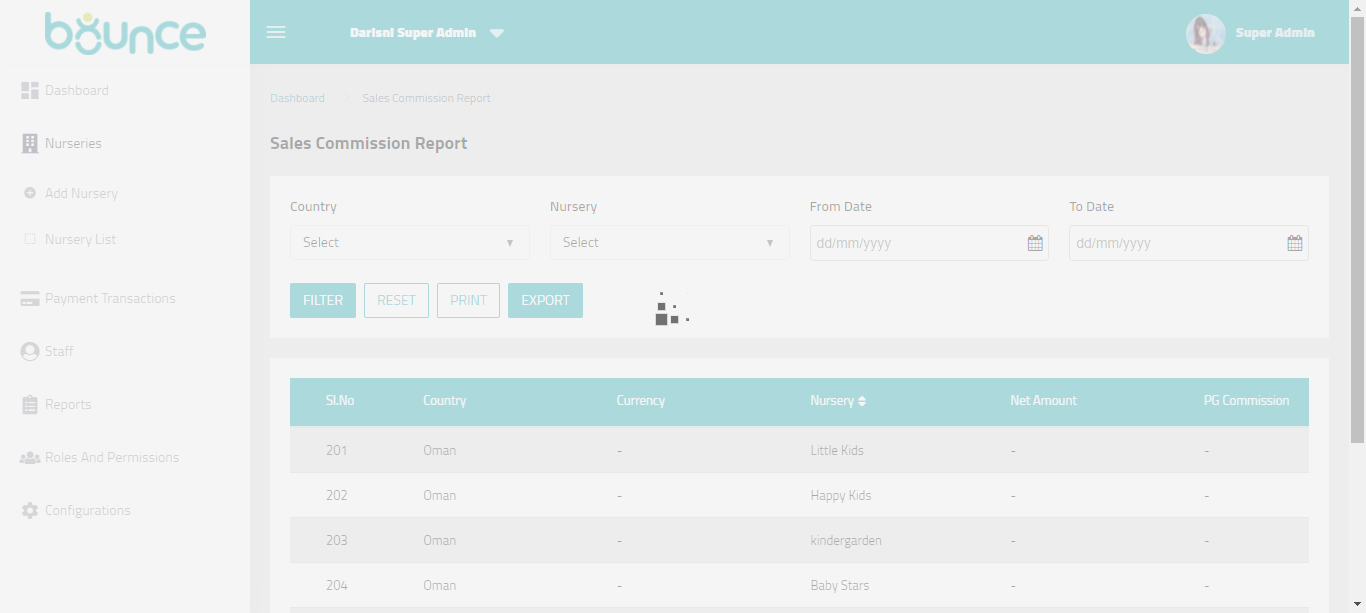 bounce
Darisni Super Admin
Super Admin
Dashboard
Nurseries
Add Nursery
Nursery List
Payment Transactions
Staff
Reports
Roles And Permissions
Configurations
Dashboard > Sales Commission Report
Sales Commission Report
Country Nursery From Date To Date
Select ▼ Select ▼ dd/mm/yyyy dd/mm/yyyy
FILTER RESET PRINT EXPORT
Sl.No Country Currency Nursery Net Amount PG Commission
201 Oman - Little Kids - -
202 Oman - Happy Kids - -
203 Oman - kindergarden - -
204 Oman - Baby Stars - -